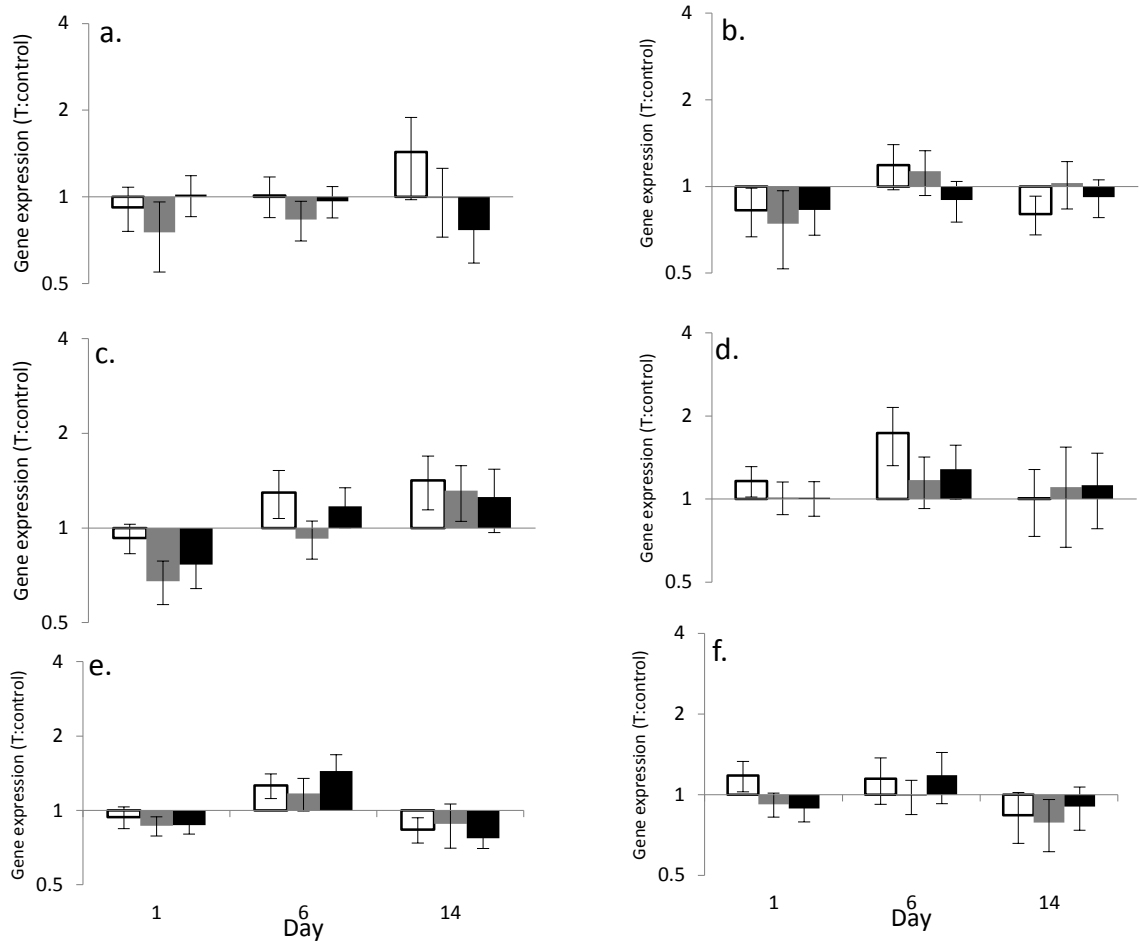 a.
Gene expression (T:control)
4
2
1
0.5
b.
Gene expression (T:control)
4
2
1
0.5
c.
Gene expression (T:control)
4
2
1
0.5
d.
Gene expression (T:control)
4
2
1
0.5
e.
Gene expression (T:control)
4
2
1
0.5
1 6 14
Day
f.
Gene expression (T:control)
4
2
1
0.5
1 6 14
Day